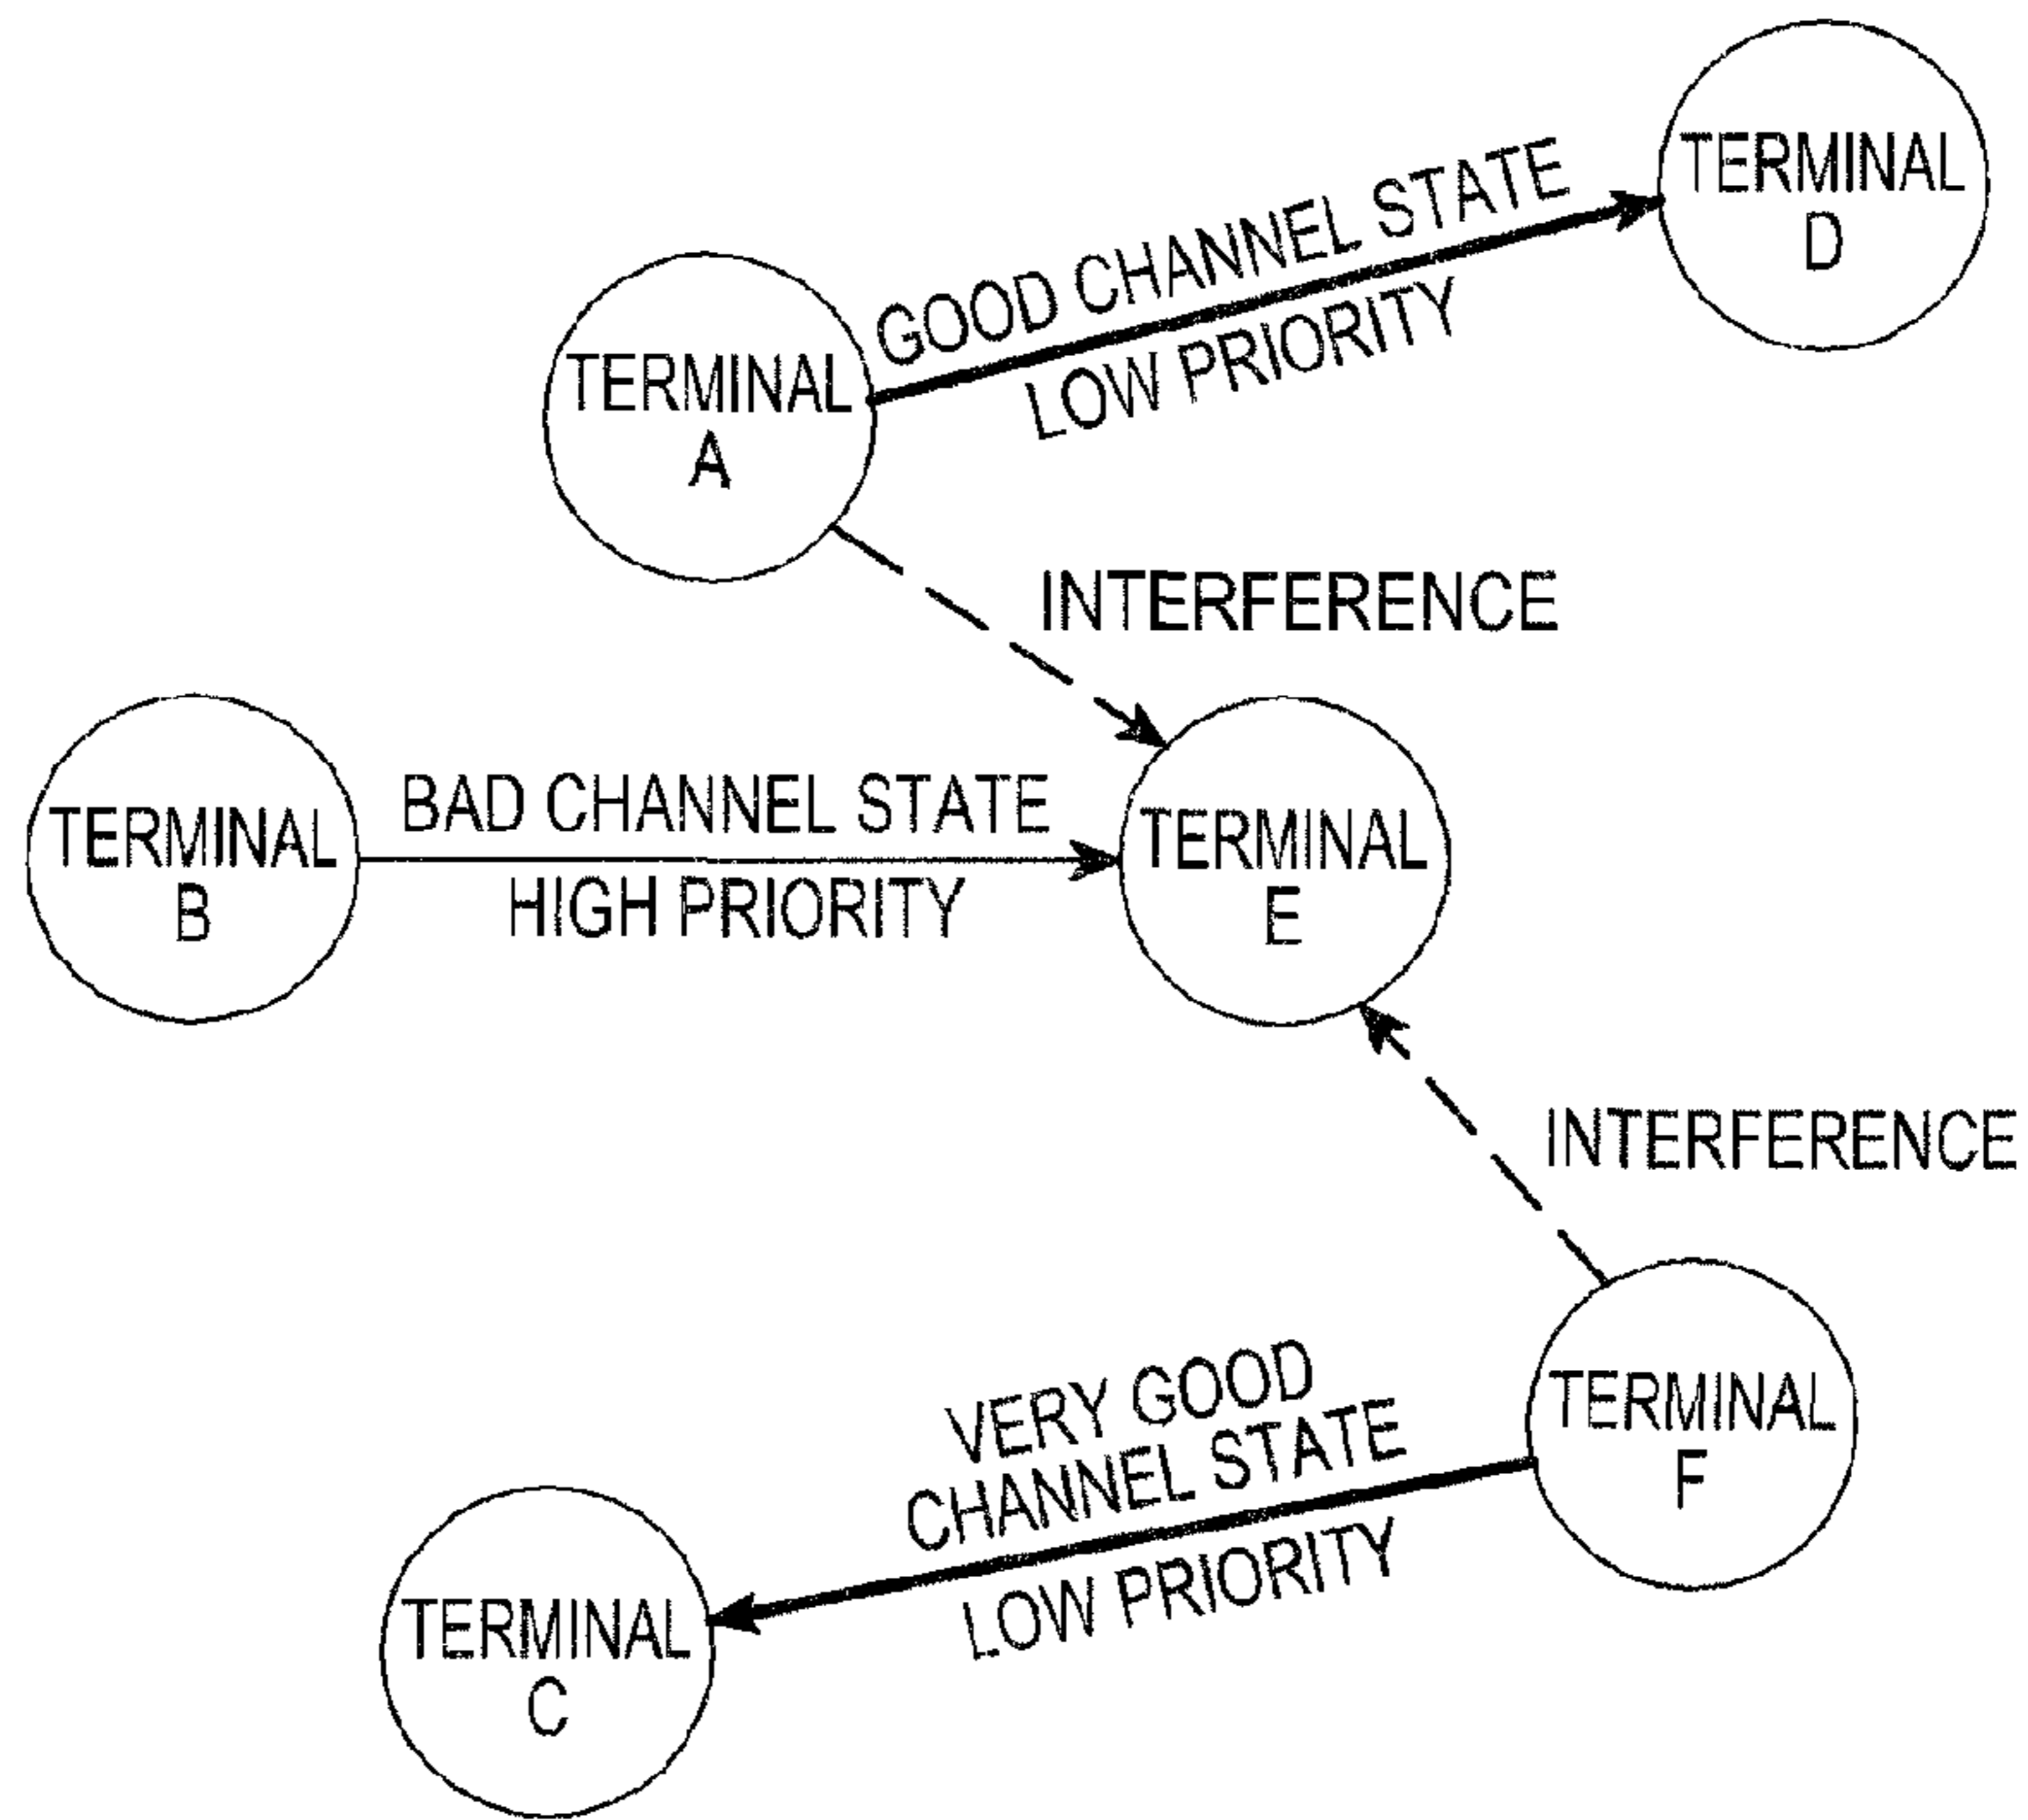 TERMINAL
D
GOOD CHANNEL STATE
LOW PRIORITY
TERMINAL
A
INTERFERENCE
TERMINAL
B
BAD CHANNEL STATE
HIGH PRIORITY
TERMINAL
E
INTERFERENCE
VERY GOOD
CHANNEL STATE
LOW PRIORITY
TERMINAL
F
TERMINAL
C